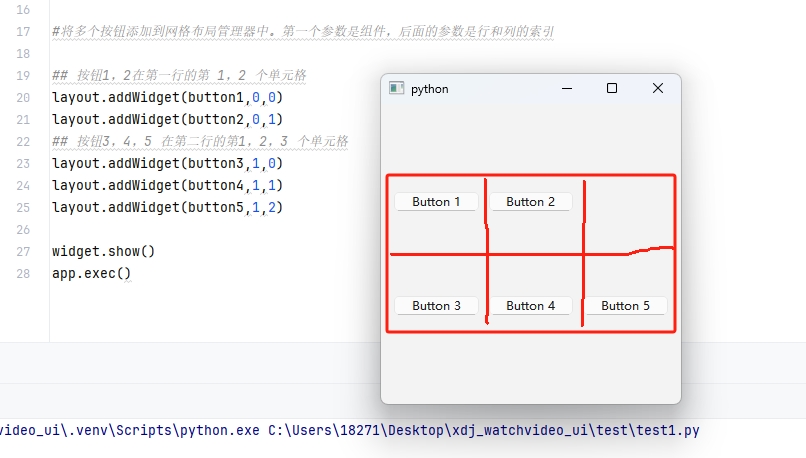 16
17 #将多个按钮添加到网格布局管理器中。第一个参数是组件，后面的参数是行和列的索引
18
19 ## 按钮1，2在第一行的第 1，2 个单元格
20 layout.addWidget(button1,0,0)
21 layout.addWidget(button2,0,1)
22 ## 按钮3，4，5 在第二行的第1，2，3 个单元格
23 layout.addWidget(button3,1,0)
24 layout.addWidget(button4,1,1)
25 layout.addWidget(button5,1,2)
26
27 widget.show()
28 app.exec()
python
Button 1 Button 2
Button 3 Button 4 Button 5
video_ui\.venv\Scripts\python.exe C:\Users\18271\Desktop\xdj_watchvideo_ui\test\test1.py